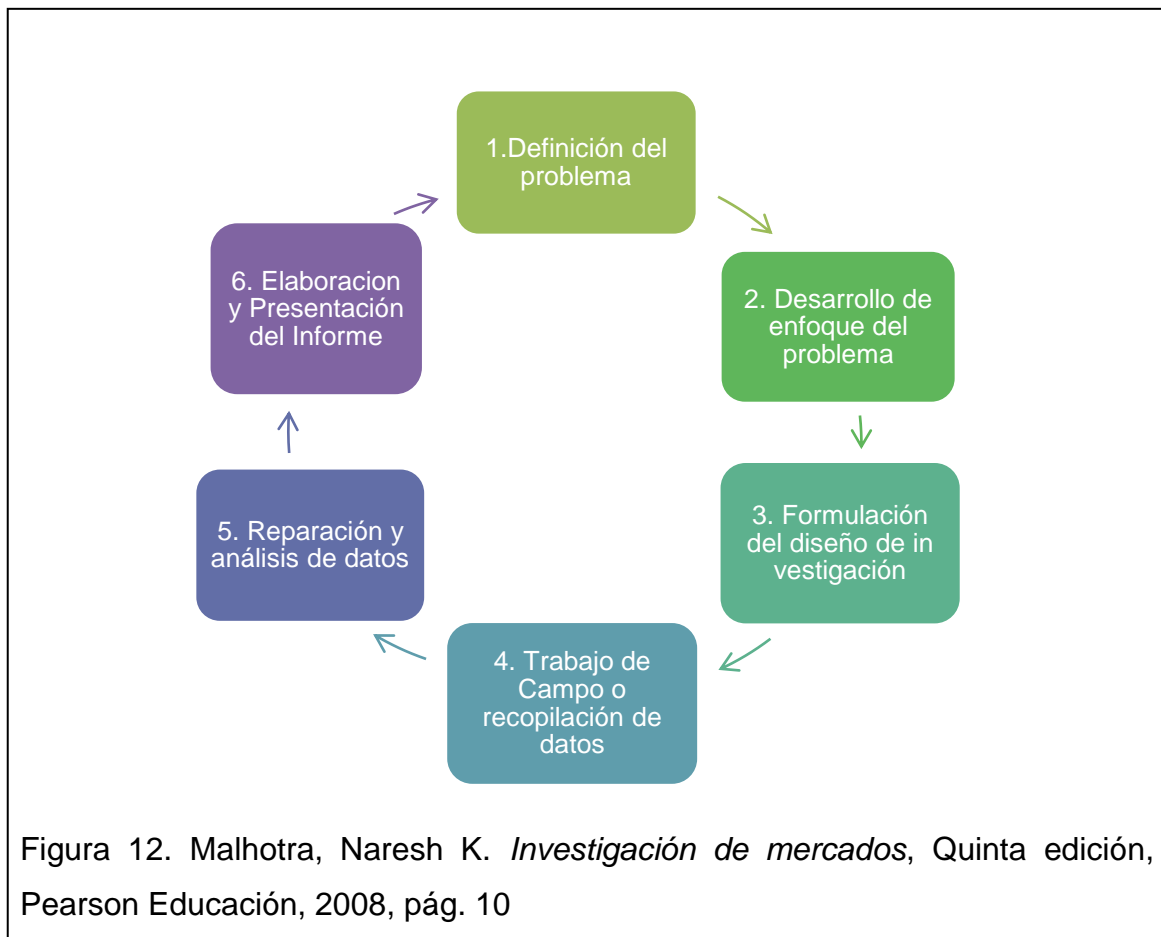 1.Definición del
problema
2. Desarrollo de
enfoque del
problema
3. Formulación
del diseño de in
vestigación
4. Trabajo de
Campo o
recopilación de
datos
5. Reparación y
análisis de datos
6. Elaboracion
y Presentación
del Informe
Figura 12. Malhotra, Naresh K. Investigación de mercados, Quinta edición,
Pearson Educación, 2008, pág. 10